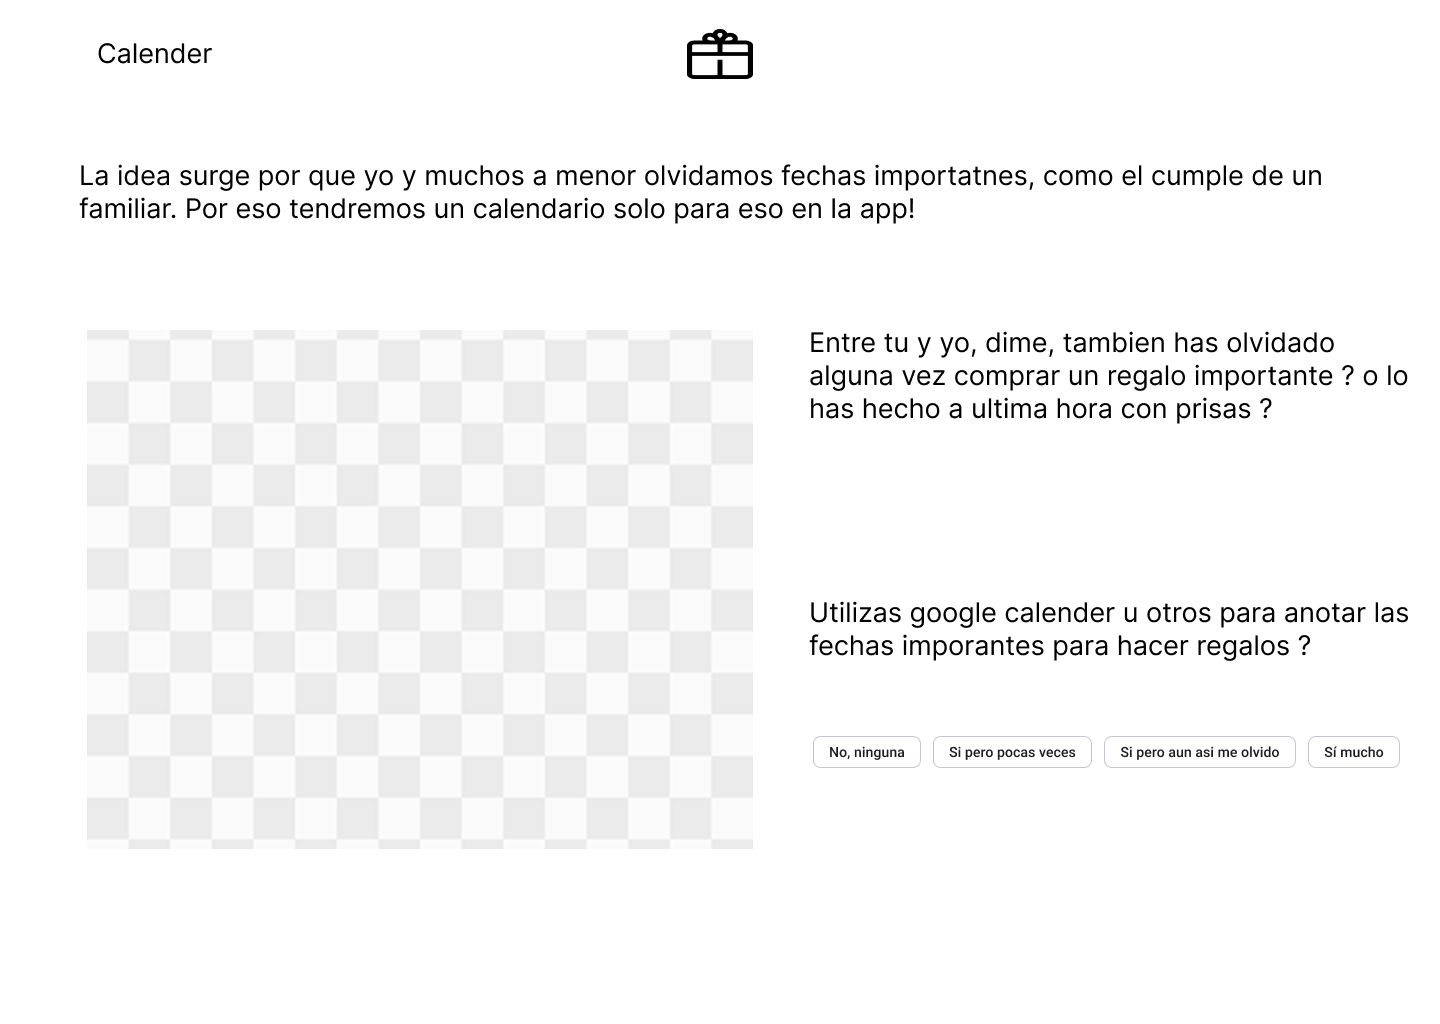 Calender
La idea surge por que yo y muchos a menor olvidamos fechas importatnes, como el cumple de un
familiar. Por eso tendremos un calendario solo para eso en la app!
Entre tu y yo, dime, tambien has olvidado
alguna vez comprar un regalo importante ? o lo
has hecho a ultima hora con prisas ?
Utilizas google calender u otros para anotar las
fechas imporantes para hacer regalos ?
No, ninguna
Si pero pocas veces
Si pero aun asi me olvido
Sí mucho